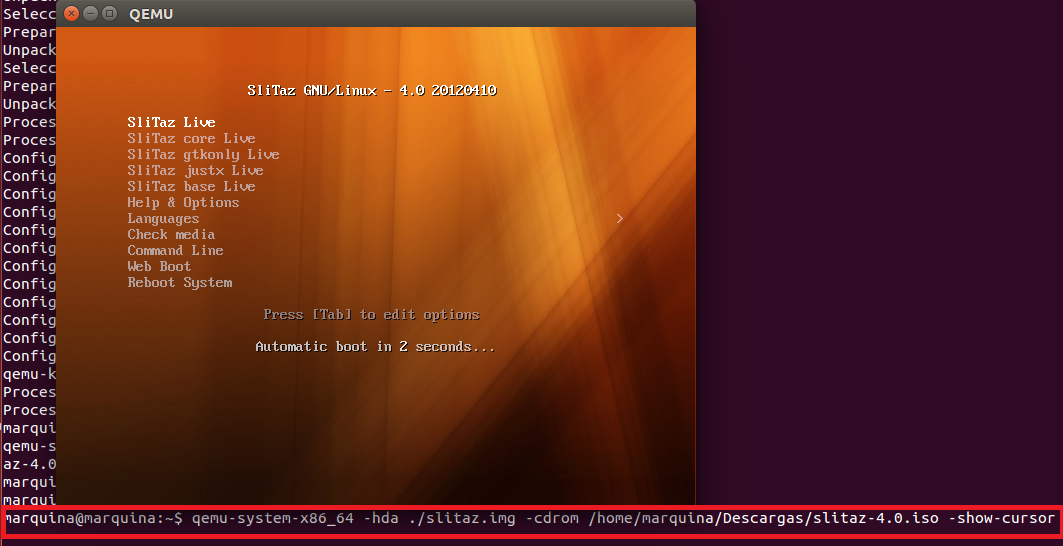 Selecc
Prepar
Unpack
Selecc
Prepar
Unpack
Proces
Proces
Config
Config
Config
Config
Config
Config
Config
Config
Config
Config
Config
Config
qemu-k
Proces
Proces
marqui
qemu-s
az-4.0
marqui
marqui
QEMU
SliTaz GNU/Linux - 4.0 20120410
SliTaz Live
SliTaz core Live
SliTaz gtkonly Live
SliTaz justx Live
SliTaz base Live
Help & Options
Languages >
Check media
Command Line
Web Boot
Reboot System
Press [Tab] to edit options
Automatic boot in 2 seconds...
marquina@marquina:~$ qemu-system-x86_64 -hda ./slitaz.img -cdrom /home/marquina/Descargas/slitaz-4.0.iso -show-cursor